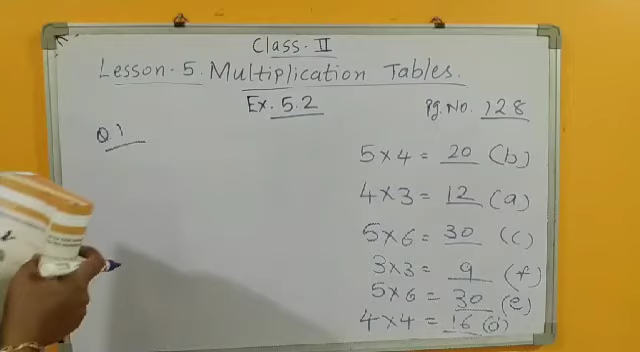 Class. II
Lesson. 5. Multiplication Tables.
Ex. 5.2
Pg. No. 128
Q1
5×4 = 20 (b)
4×3 = 12 (a)
5×6 = 30 (c)
3×3 = 9 (f)
5×6 = 30 (e)
4×4 = 16 (d)